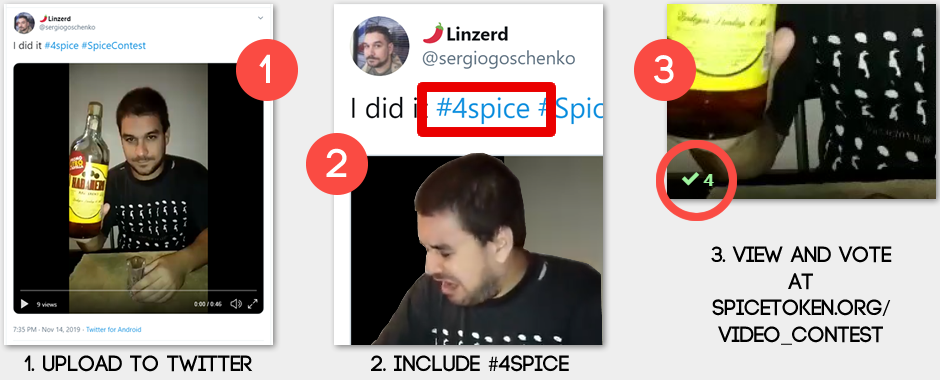 Linzerd
@sergiogoschenko
I did it #4spice #SpiceContest
1
HABANERO
9 views
0:00 / 0:46
7:35 PM - Nov 14, 2019 - Twitter for Android
1. UPLOAD TO TWITTER
Linzerd
@sergiogoschenko
I did it #4spice #Spic
2
2. INCLUDE #4SPICE
3
4
3. VIEW AND VOTE
AT
SPICETOKEN.ORG/
VIDEO_CONTEST